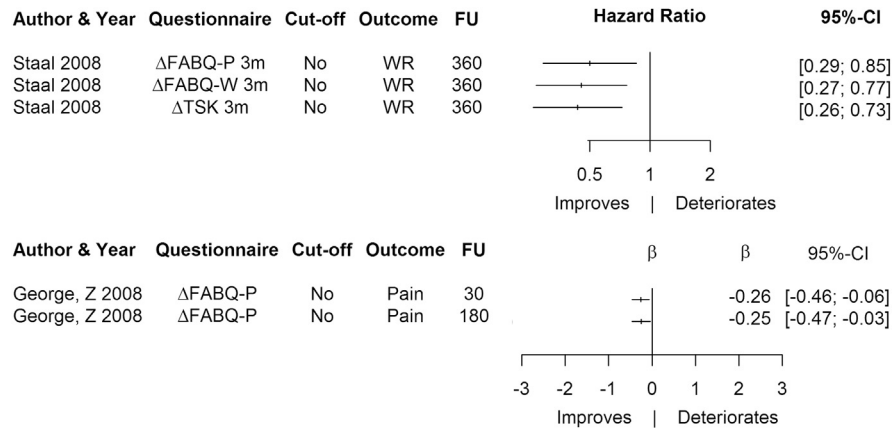 Author & Year Questionnaire Cut-off Outcome FU Hazard Ratio 95%-CI
Staal 2008 ΔFABQ-P 3m No WR 360 [0.29; 0.85]
Staal 2008 ΔFABQ-W 3m No WR 360 [0.27; 0.77]
Staal 2008 ΔTSK 3m No WR 360 [0.26; 0.73]
0.5 1 2
Improves | Deteriorates
Author & Year Questionnaire Cut-off Outcome FU β β 95%-CI
George, Z 2008 ΔFABQ-P No Pain 30 -0.26 [-0.46; -0.06]
George, Z 2008 ΔFABQ-P No Pain 180 -0.25 [-0.47; -0.03]
-3 -2 -1 0 1 2 3
Improves | Deteriorates